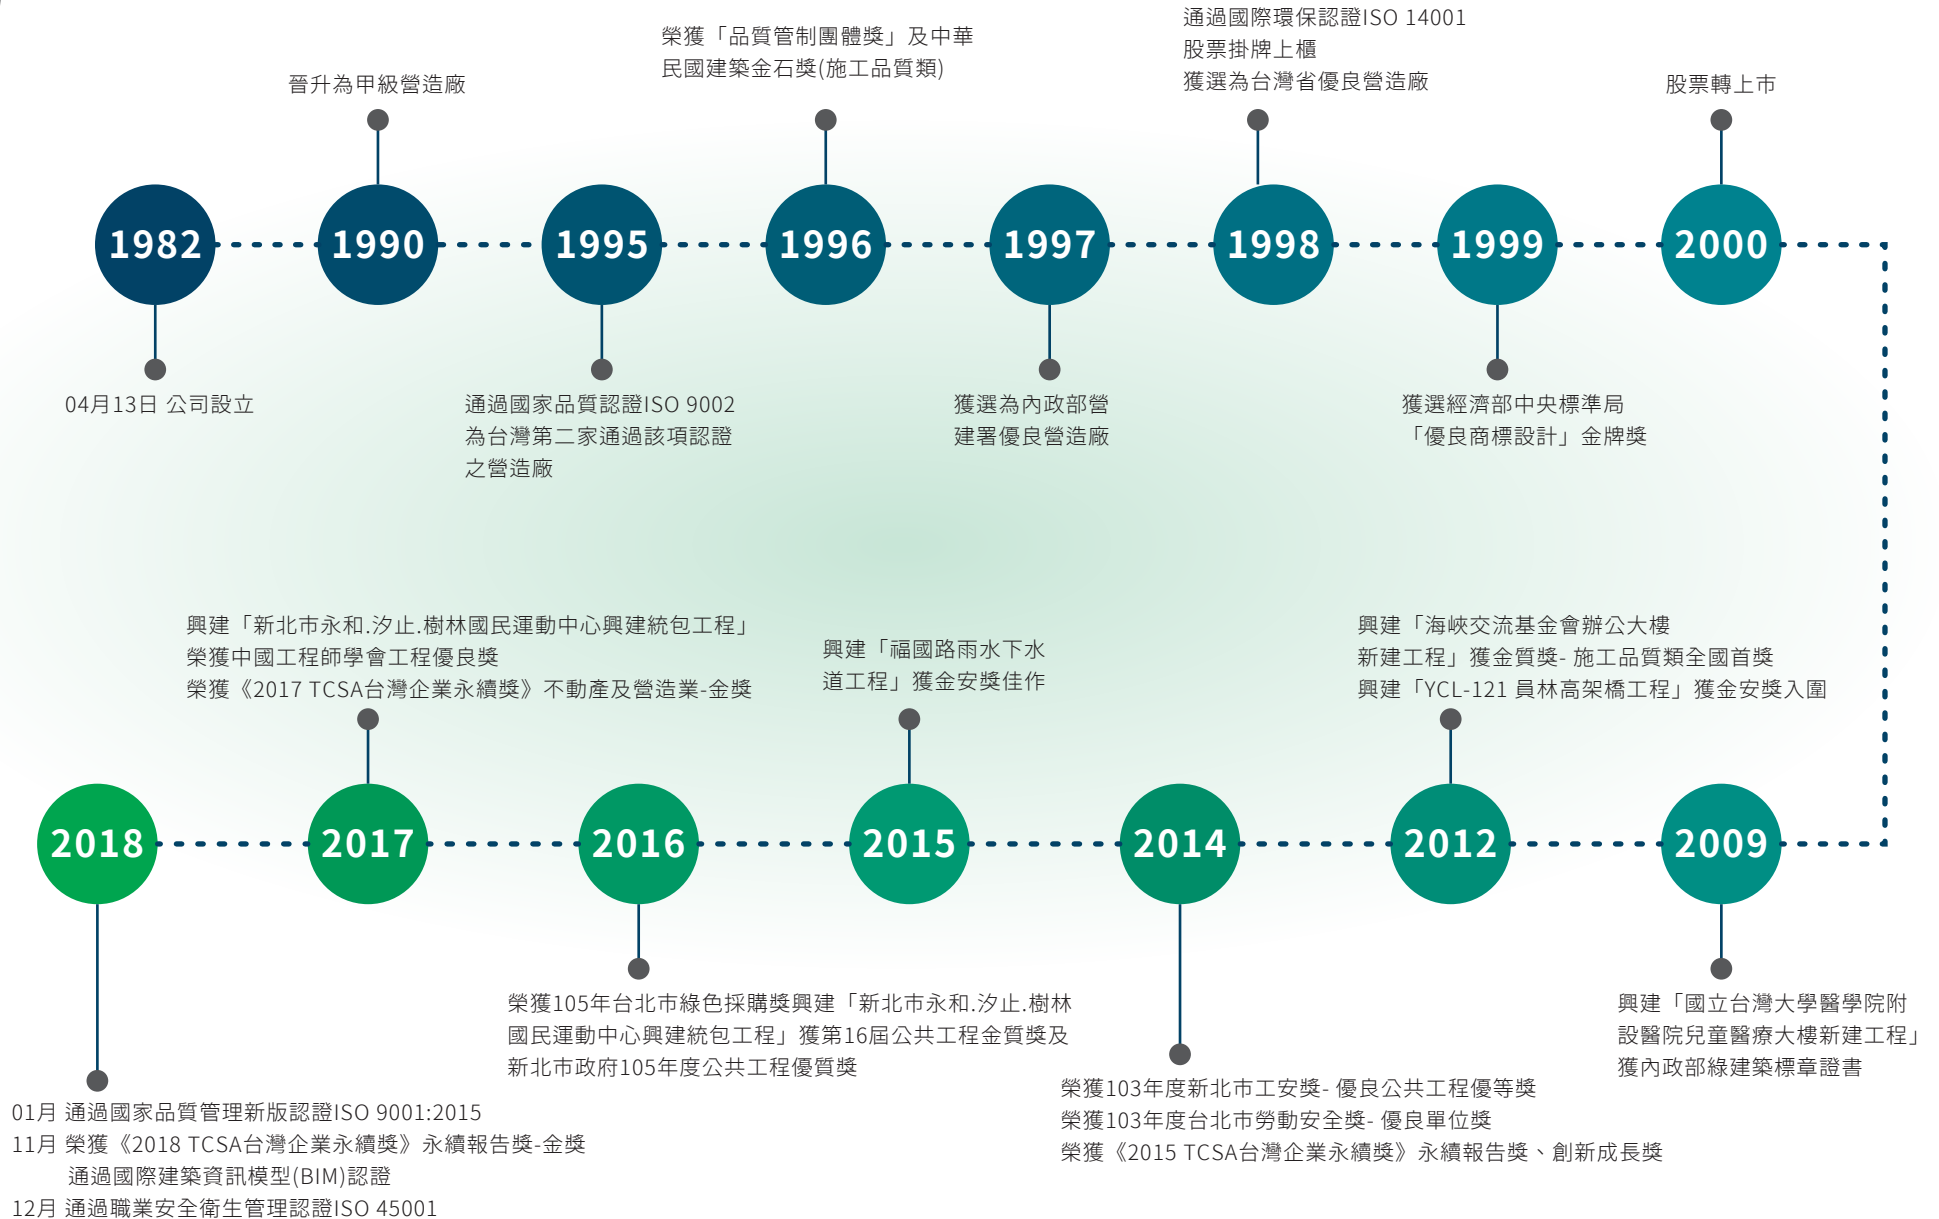 晉升為甲級營造廠
榮獲「品質管制團體獎」及中華
民國建築金石獎(施工品質類)
通過國際環保認證ISO 14001
股票掛牌上櫃
獲選為台灣省優良營造廠
股票轉上市
1982
1990
1995
1996
1997
1998
1999
2000
04月13日 公司設立
通過國家品質認證ISO 9002
為台灣第二家通過該項認證
之營造廠
獲選為內政部營
建署優良營造廠
獲選經濟部中央標準局
「優良商標設計」金牌獎
興建「新北市永和.汐止.樹林國民運動中心興建統包工程」
榮獲中國工程師學會工程優良獎
榮獲《2017 TCSA台灣企業永續獎》不動產及營造業-金獎
興建「福國路雨水下水
道工程」獲金安獎佳作
興建「海峽交流基金會辦公大樓
新建工程」獲金質獎- 施工品質類全國首獎
興建「YCL-121 員林高架橋工程」獲金安獎入圍
2018
2017
2016
2015
2014
2012
2009
01月 通過國家品質管理新版認證ISO 9001:2015
11月 榮獲《2018 TCSA台灣企業永續獎》永續報告獎-金獎
通過國際建築資訊模型(BIM)認證
12月 通過職業安全衛生管理認證ISO 45001
榮獲105年台北市綠色採購獎興建「新北市永和.汐止.樹林
國民運動中心興建統包工程」獲第16屆公共工程金質獎及
新北市政府105年度公共工程優質獎
榮獲103年度新北市工安獎- 優良公共工程優等獎
榮獲103年度台北市勞動安全獎- 優良單位獎
榮獲《2015 TCSA台灣企業永續獎》永續報告獎、創新成長獎
興建「國立台灣大學醫學院附
設醫院兒童醫療大樓新建工程」
獲內政部綠建築標章證書